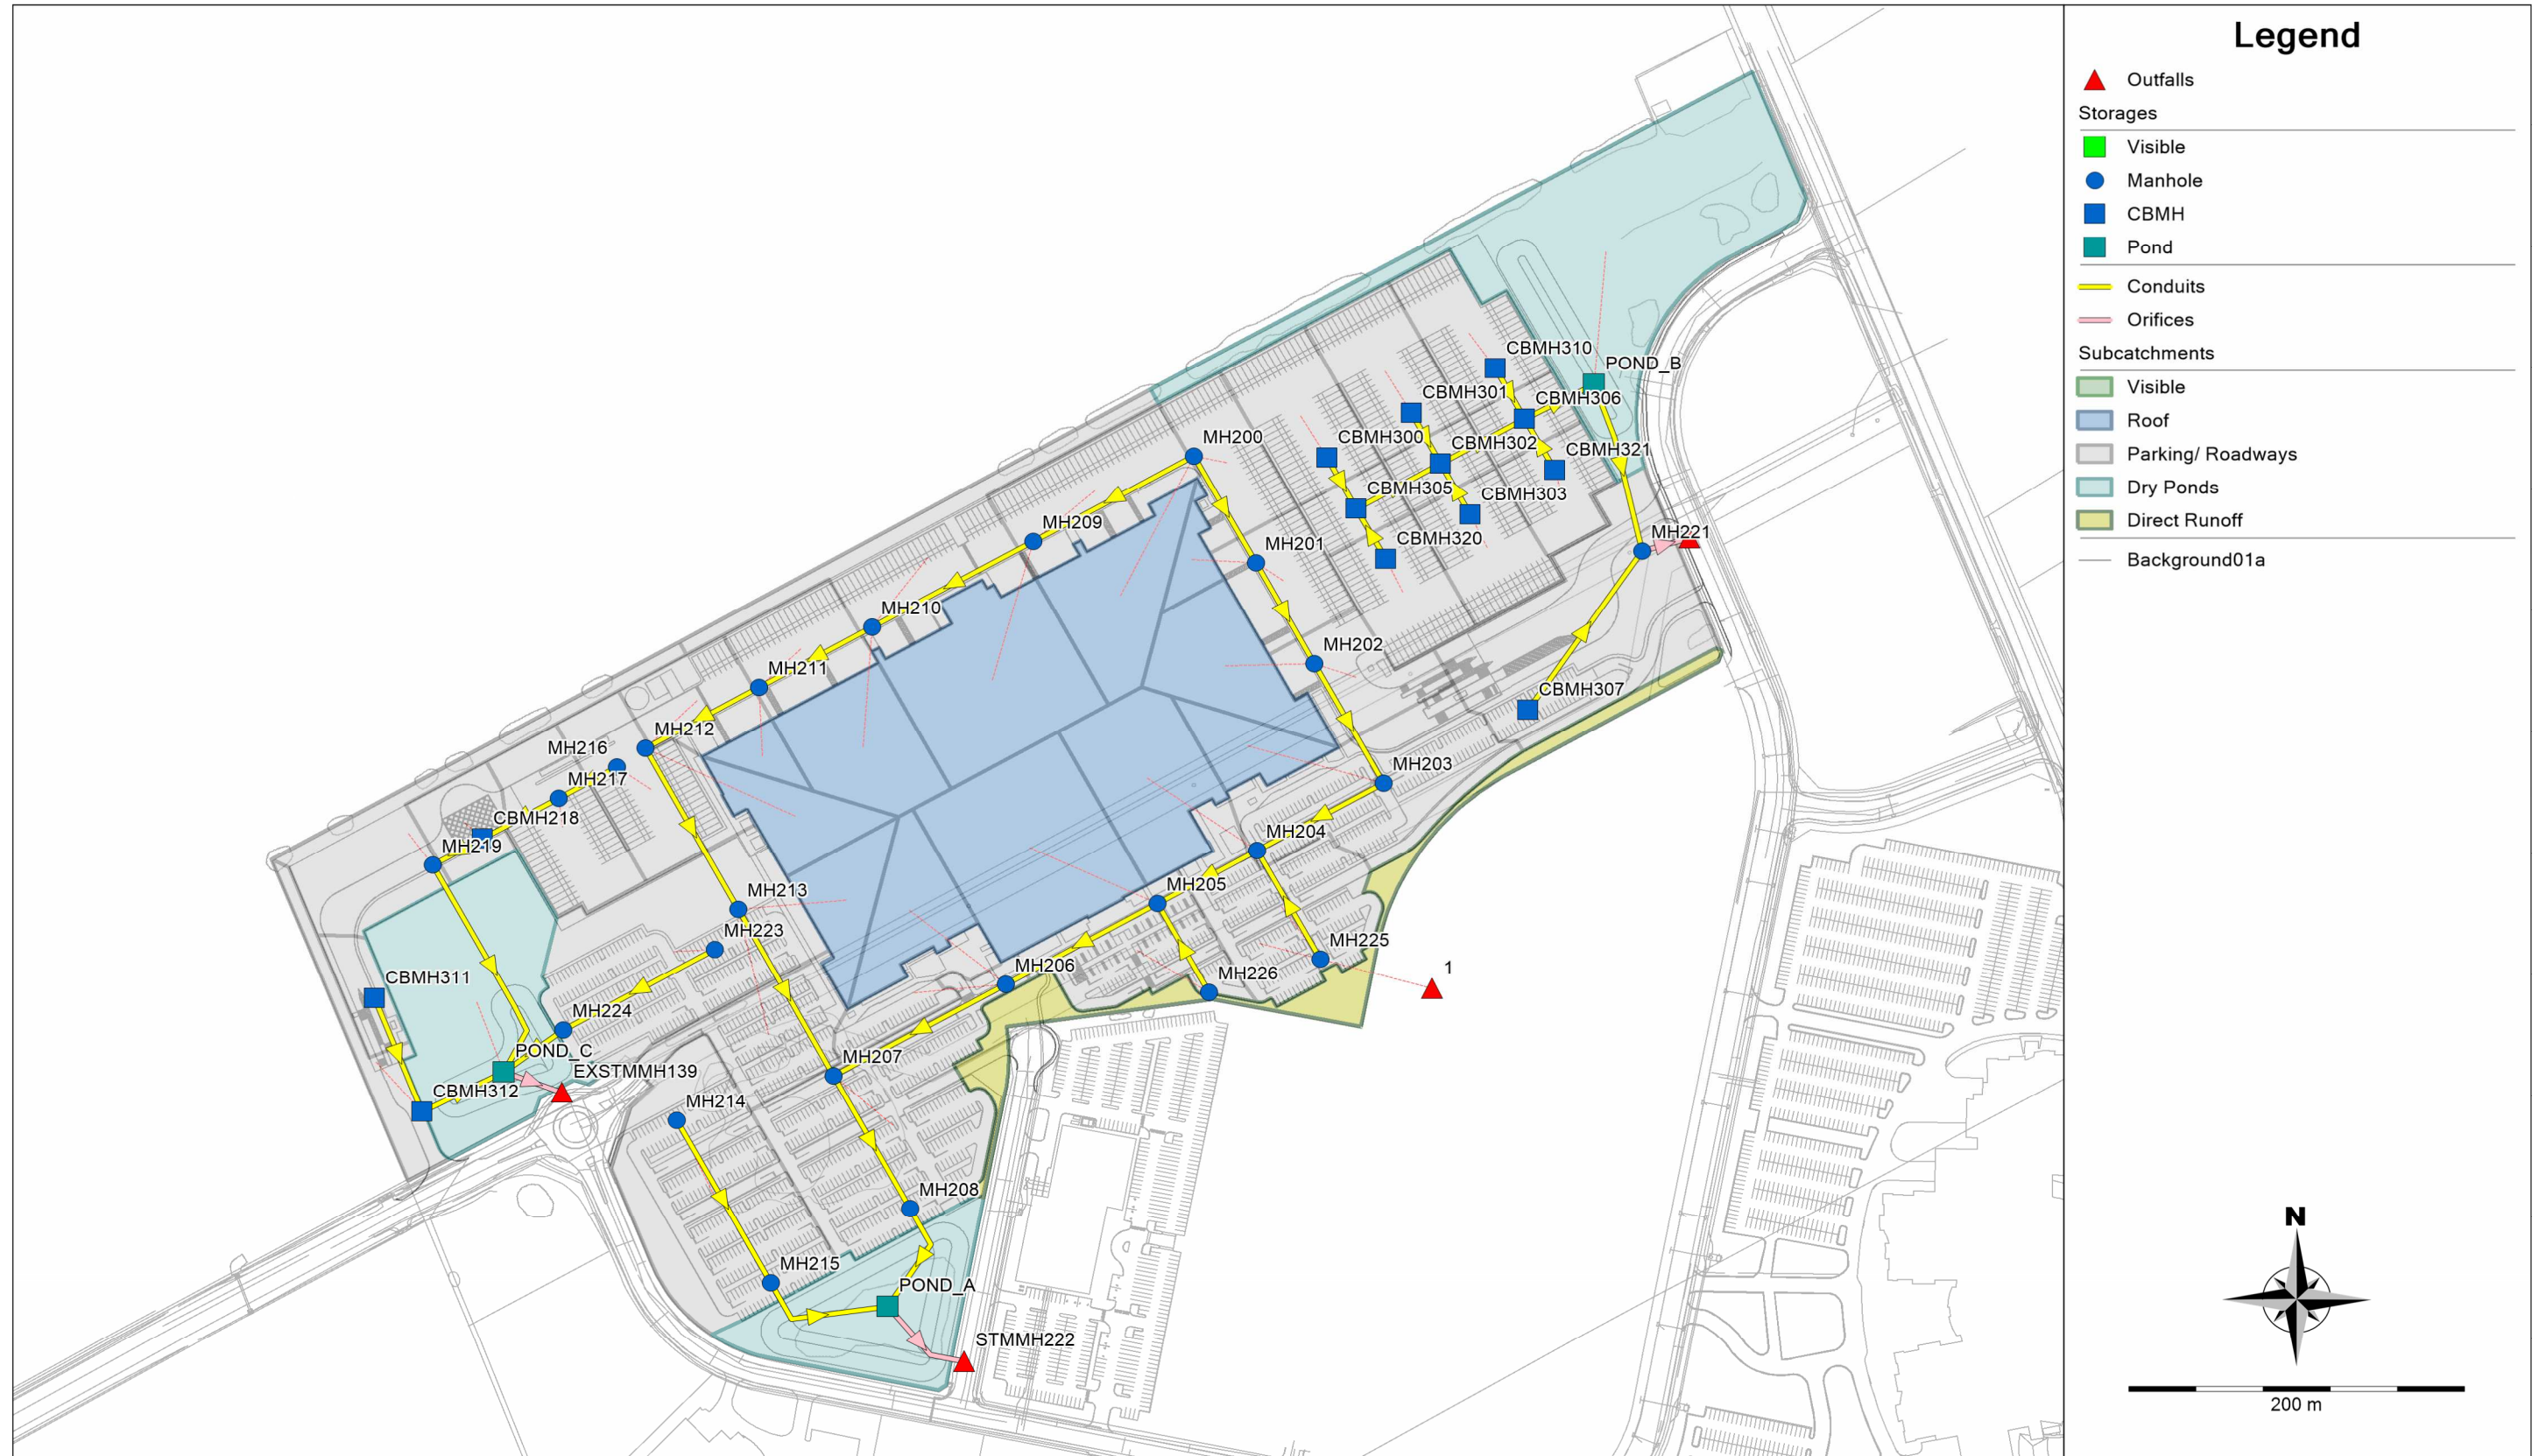 Legend
Outfalls
Storages
Visible
Manhole
CBMH
Pond
Conduits
Orifices
Subcatchments
Visible
Roof
Parking/ Roadways
Dry Ponds
Direct Runoff
Background01a
N
200 m
CBMH310
POND_B
CBMH301
CBMH306
MH200
CBMH300
CBMH302
CBMH321
CBMH305
CBMH303
MH209
MH221
CBMH320
MH201
MH210
MH202
MH211
CBMH307
MH212
MH216
MH203
MH217
CBMH218
MH204
MH219
MH205
MH213
MH223
MH225
MH206
1
MH226
CBMH311
MH224
POND_C
MH207
EXSTMMH139
CBMH312
MH214
MH208
MH215
POND_A
STMMH222